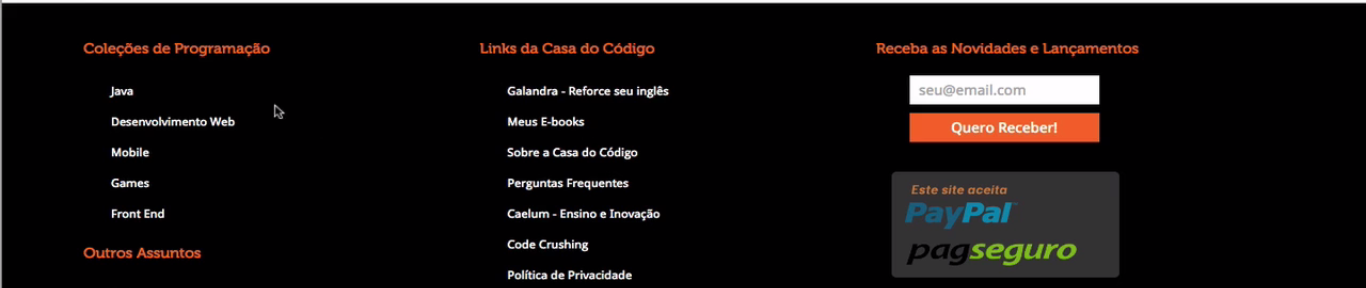 Coleções de Programação
Java
Desenvolvimento Web
Mobile
Games
Front End
Outros Assuntos
Links da Casa do Código
Galandra - Reforce seu inglês
Meus E-books
Sobre a Casa do Código
Perguntas Frequentes
Caelum - Ensino e Inovação
Code Crushing
Política de Privacidade
Receba as Novidades e Lançamentos
seu@email.com
Quero Receber!
Este site aceita
PayPal
pagseguro